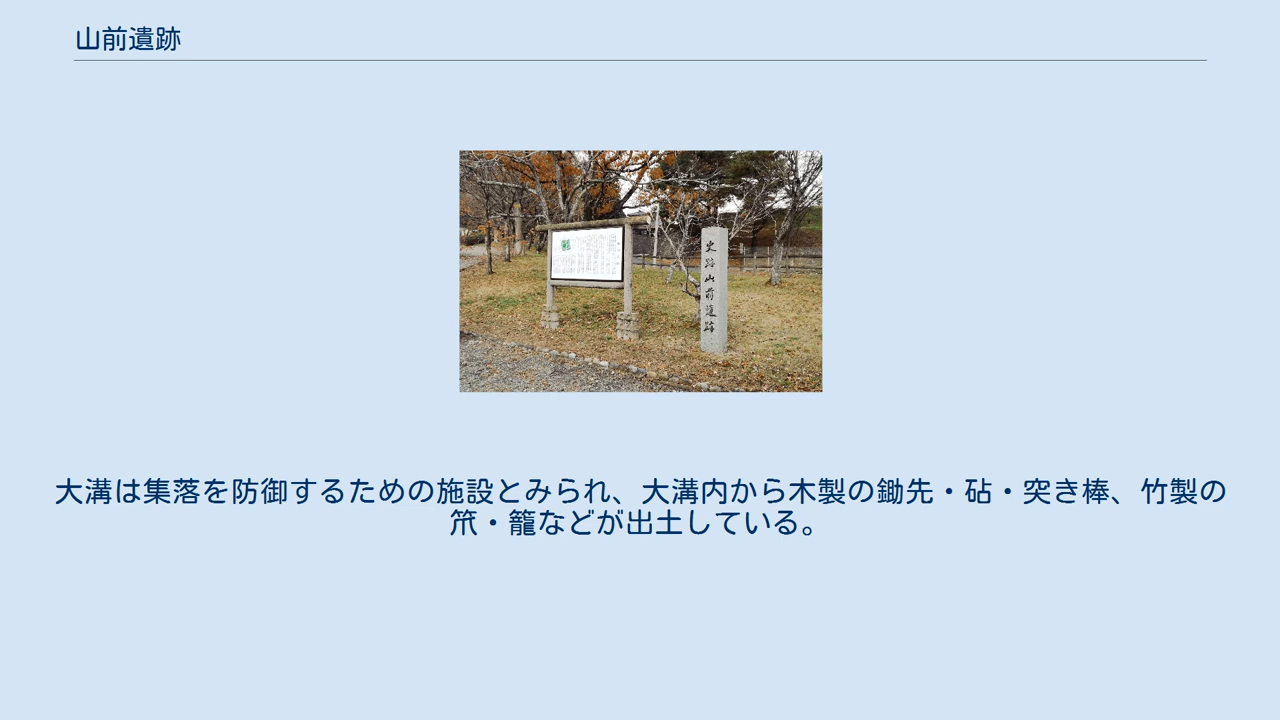 山前遺跡
史跡山前遺跡
大溝は集落を防御するための施設とみられ、大溝内から木製の鋤先・砧・突き棒、竹製の
笊・籠などが出土している。